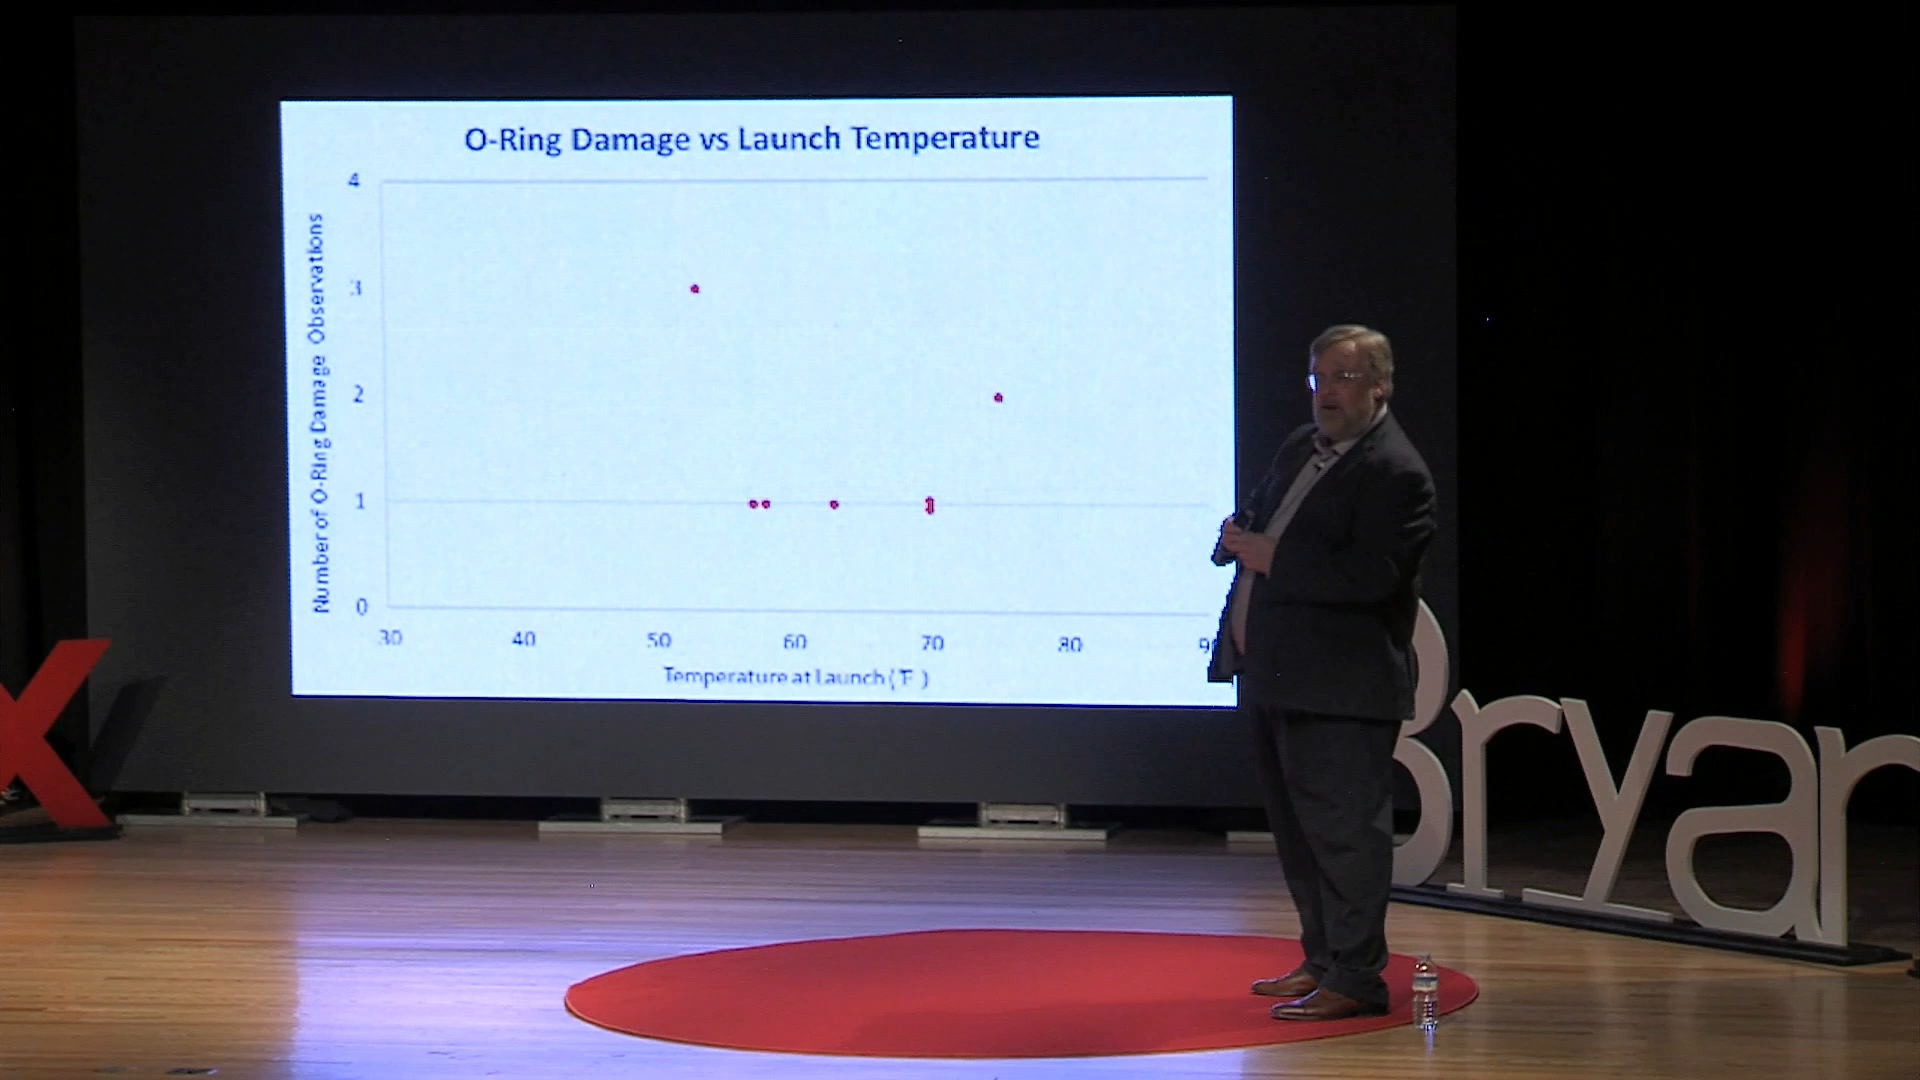 O-Ring Damage vs Launch Temperature
Number of O-Ring Damage Observations
4
3
2
1
0
30 40 50 60 70 80 9
Temperature at Launch (°F )
x
Bryan